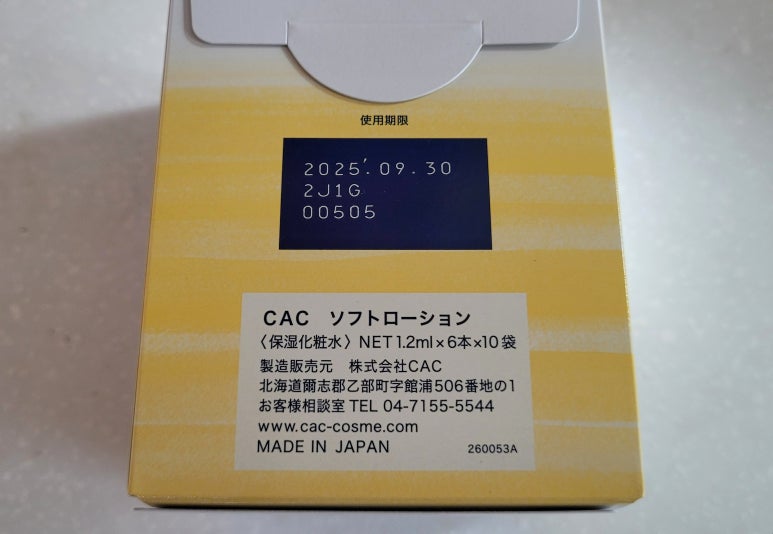 使用期限
2025.09.30
2J1G
00505
CAC ソフトローション
〈保湿化粧水〉NET 1.2ml×6本×10袋
製造販売元 株式会社CAC
北海道爾志郡乙部町字館浦506番地の1
お客様相談室 TEL 04-7155-5544
www.cac-cosme.com
MADE IN JAPAN 260053A